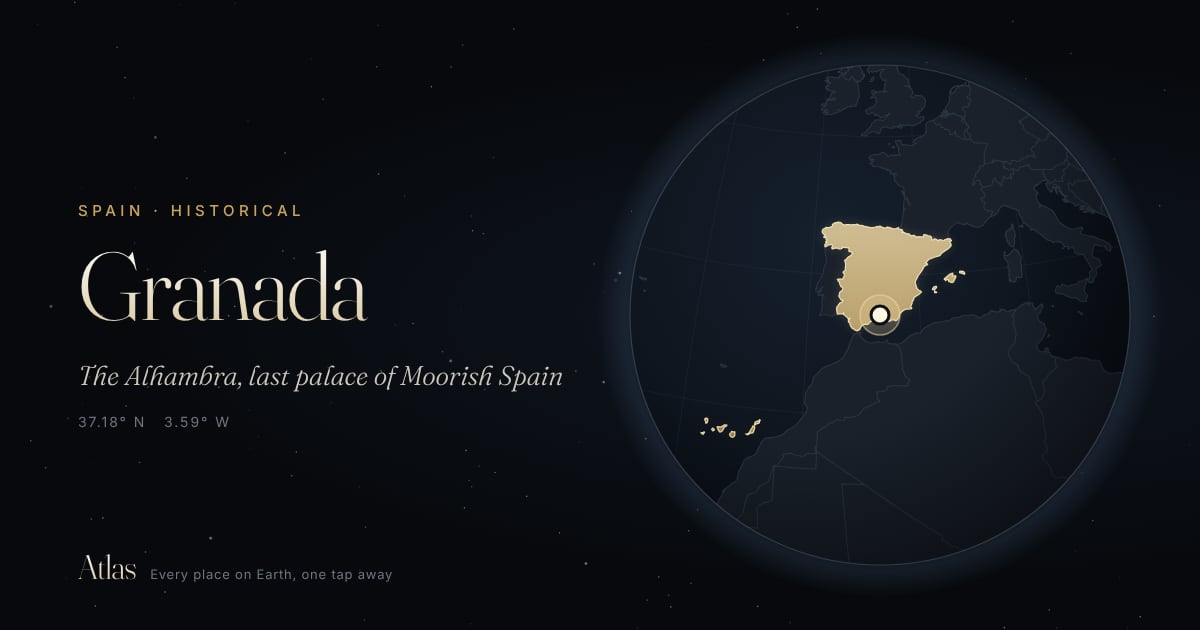 SPAIN · HISTORICAL
Granada
The Alhambra, last palace of Moorish Spain
37.18° N 3.59° W
Atlas Every place on Earth, one tap away